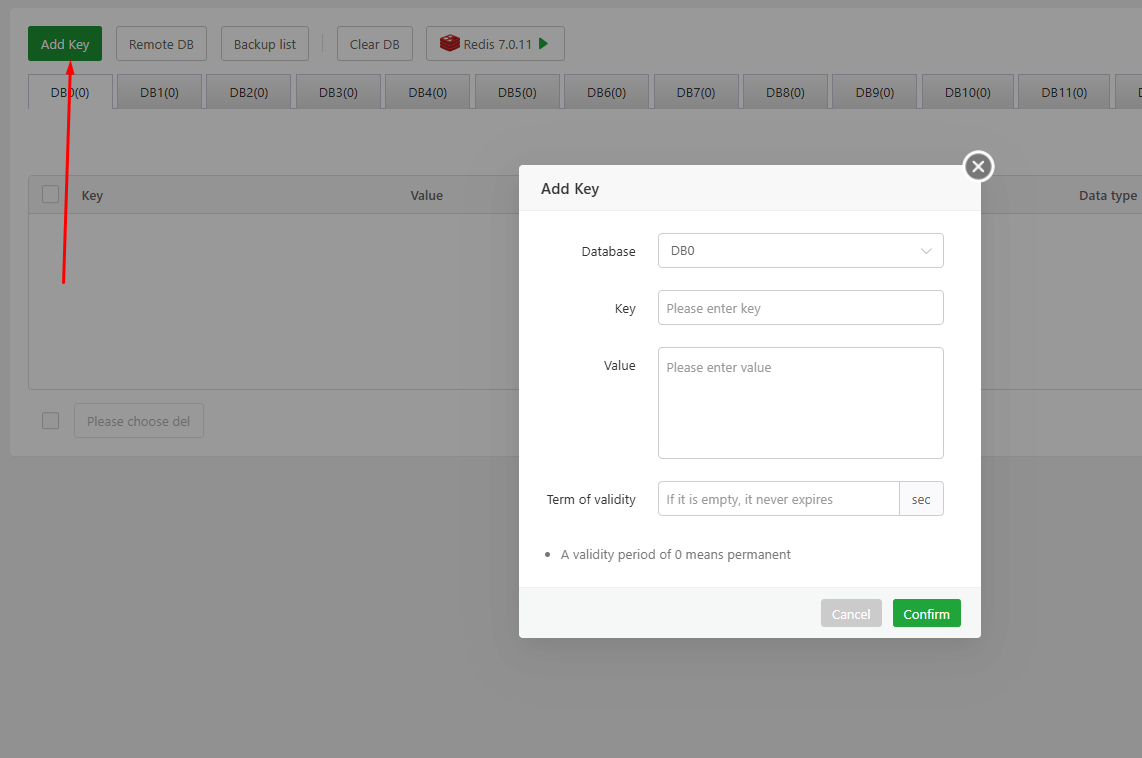 Add Key Remote DB Backup list Clear DB Redis 7.0.11
DB0(0) DB1(0) DB2(0) DB3(0) DB4(0) DB5(0) DB6(0) DB7(0) DB8(0) DB9(0) DB10(0) DB11(0)
Key Value Data type
Please choose del
Add Key
Database DB0
Key Please enter key
Value Please enter value
Term of validity If it is empty, it never expires sec
A validity period of 0 means permanent
Cancel Confirm